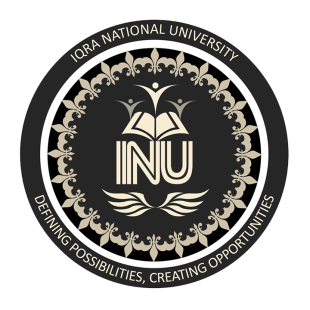 IQRA NATIONAL UNIVERSITY
INU
DEFINING POSSIBILITIES, CREATING OPPORTUNITIES